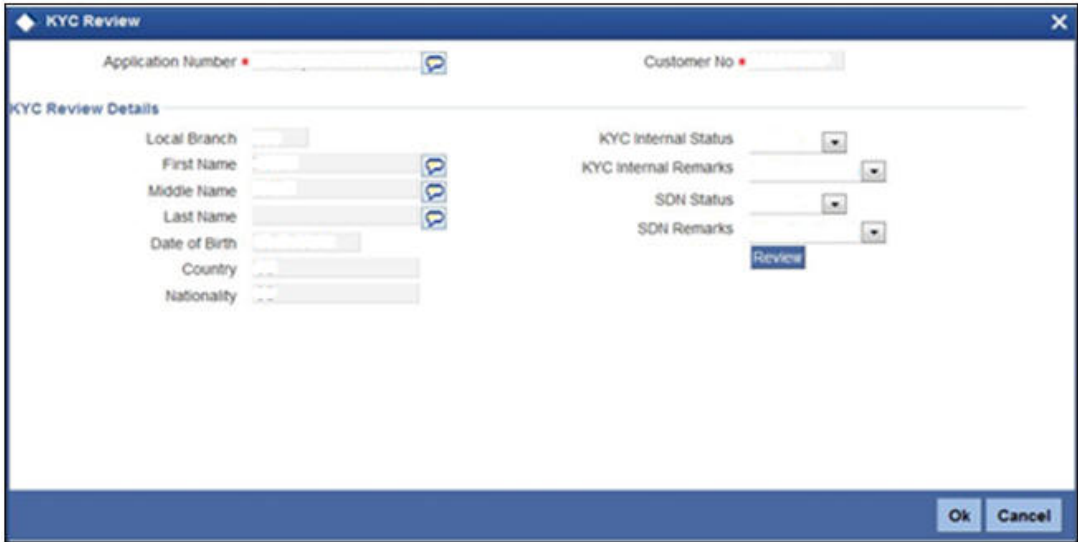 KYC Review
Application Number *
Customer No *
KYC Review Details
Local Branch
First Name
Middle Name
Last Name
Date of Birth
Country
Nationality
KYC Internal Status
KYC Internal Remarks
SDN Status
SDN Remarks
Review
Ok Cancel